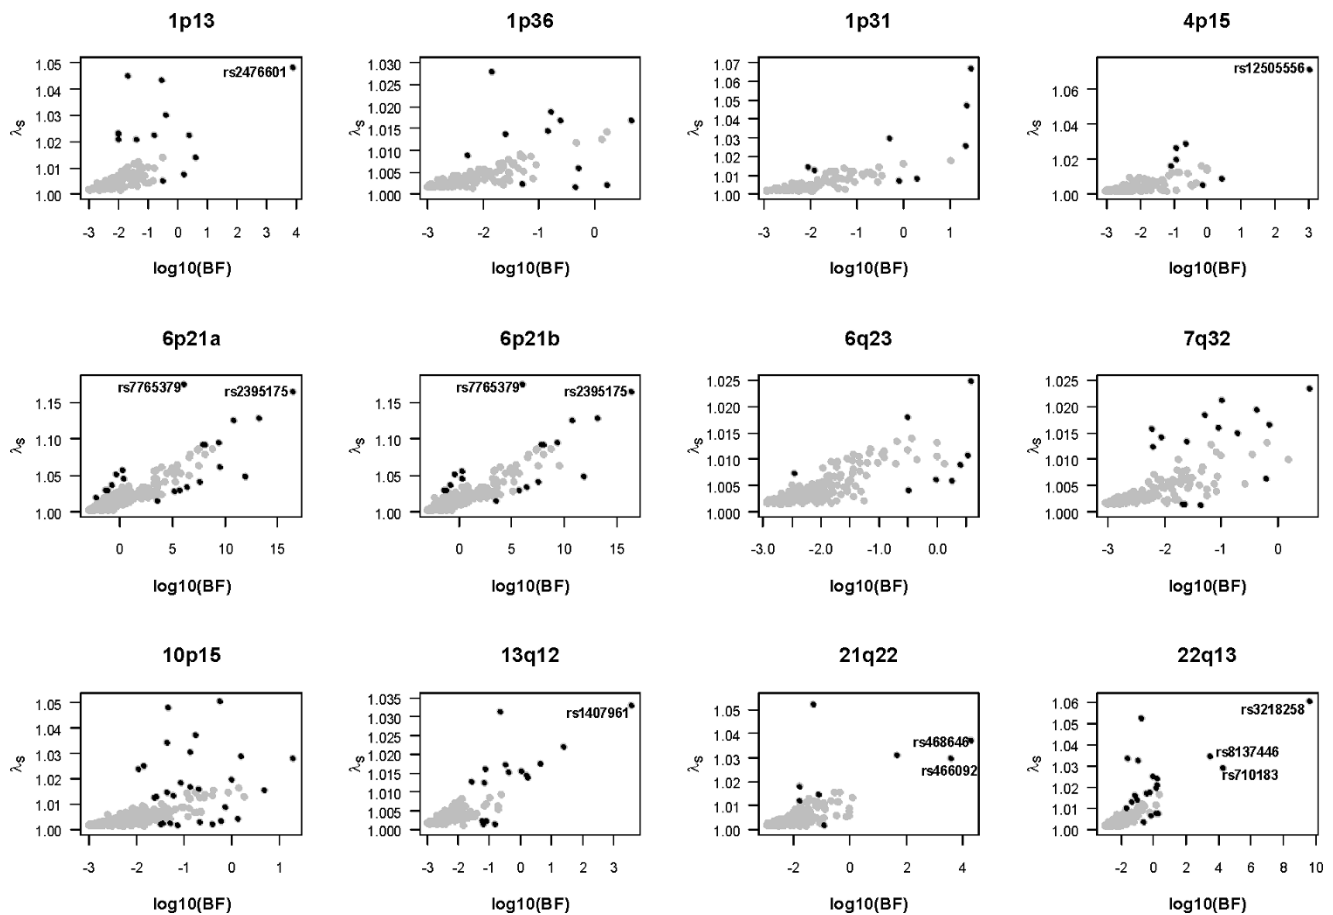 1p13
1p36
1p31
4p15
1.05
1.04
1.03
1.02
1.01
1.00
λs
rs2476601
-3 -2 -1 0 1 2 3 4
log10(BF)
1.030
1.025
1.020
1.015
1.010
1.005
1.000
λs
-3 -2 -1 0
log10(BF)
1.07
1.06
1.05
1.04
1.03
1.02
1.01
1.00
λs
-3 -2 -1 0 1
log10(BF)
1.06
1.04
1.02
1.00
λs
rs12505556
-3 -2 -1 0 1 2 3
log10(BF)
6p21a
6p21b
6q23
7q32
1.15
1.10
1.05
1.00
λs
rs7765379
rs2395175
0 5 10 15
log10(BF)
1.15
1.10
1.05
1.00
λs
rs7765379
rs2395175
0 5 10 15
log10(BF)
1.025
1.020
1.015
1.010
1.005
1.000
λs
-3.0 -2.0 -1.0 0.0
log10(BF)
1.025
1.020
1.015
1.010
1.005
1.000
λs
-3 -2 -1 0
log10(BF)
10p15
13q12
21q22
22q13
1.05
1.04
1.03
1.02
1.01
1.00
λs
-3 -2 -1 0 1
log10(BF)
1.035
1.030
1.025
1.020
1.015
1.010
1.005
1.000
λs
rs1407961
-3 -2 -1 0 1 2 3
log10(BF)
1.05
1.04
1.03
1.02
1.01
1.00
λs
rs468646
rs466092
-2 0 2 4
log10(BF)
1.06
1.05
1.04
1.03
1.02
1.01
1.00
λs
rs3218258
rs8137446
rs710183
-2 0 2 4 6 8 10
log10(BF)